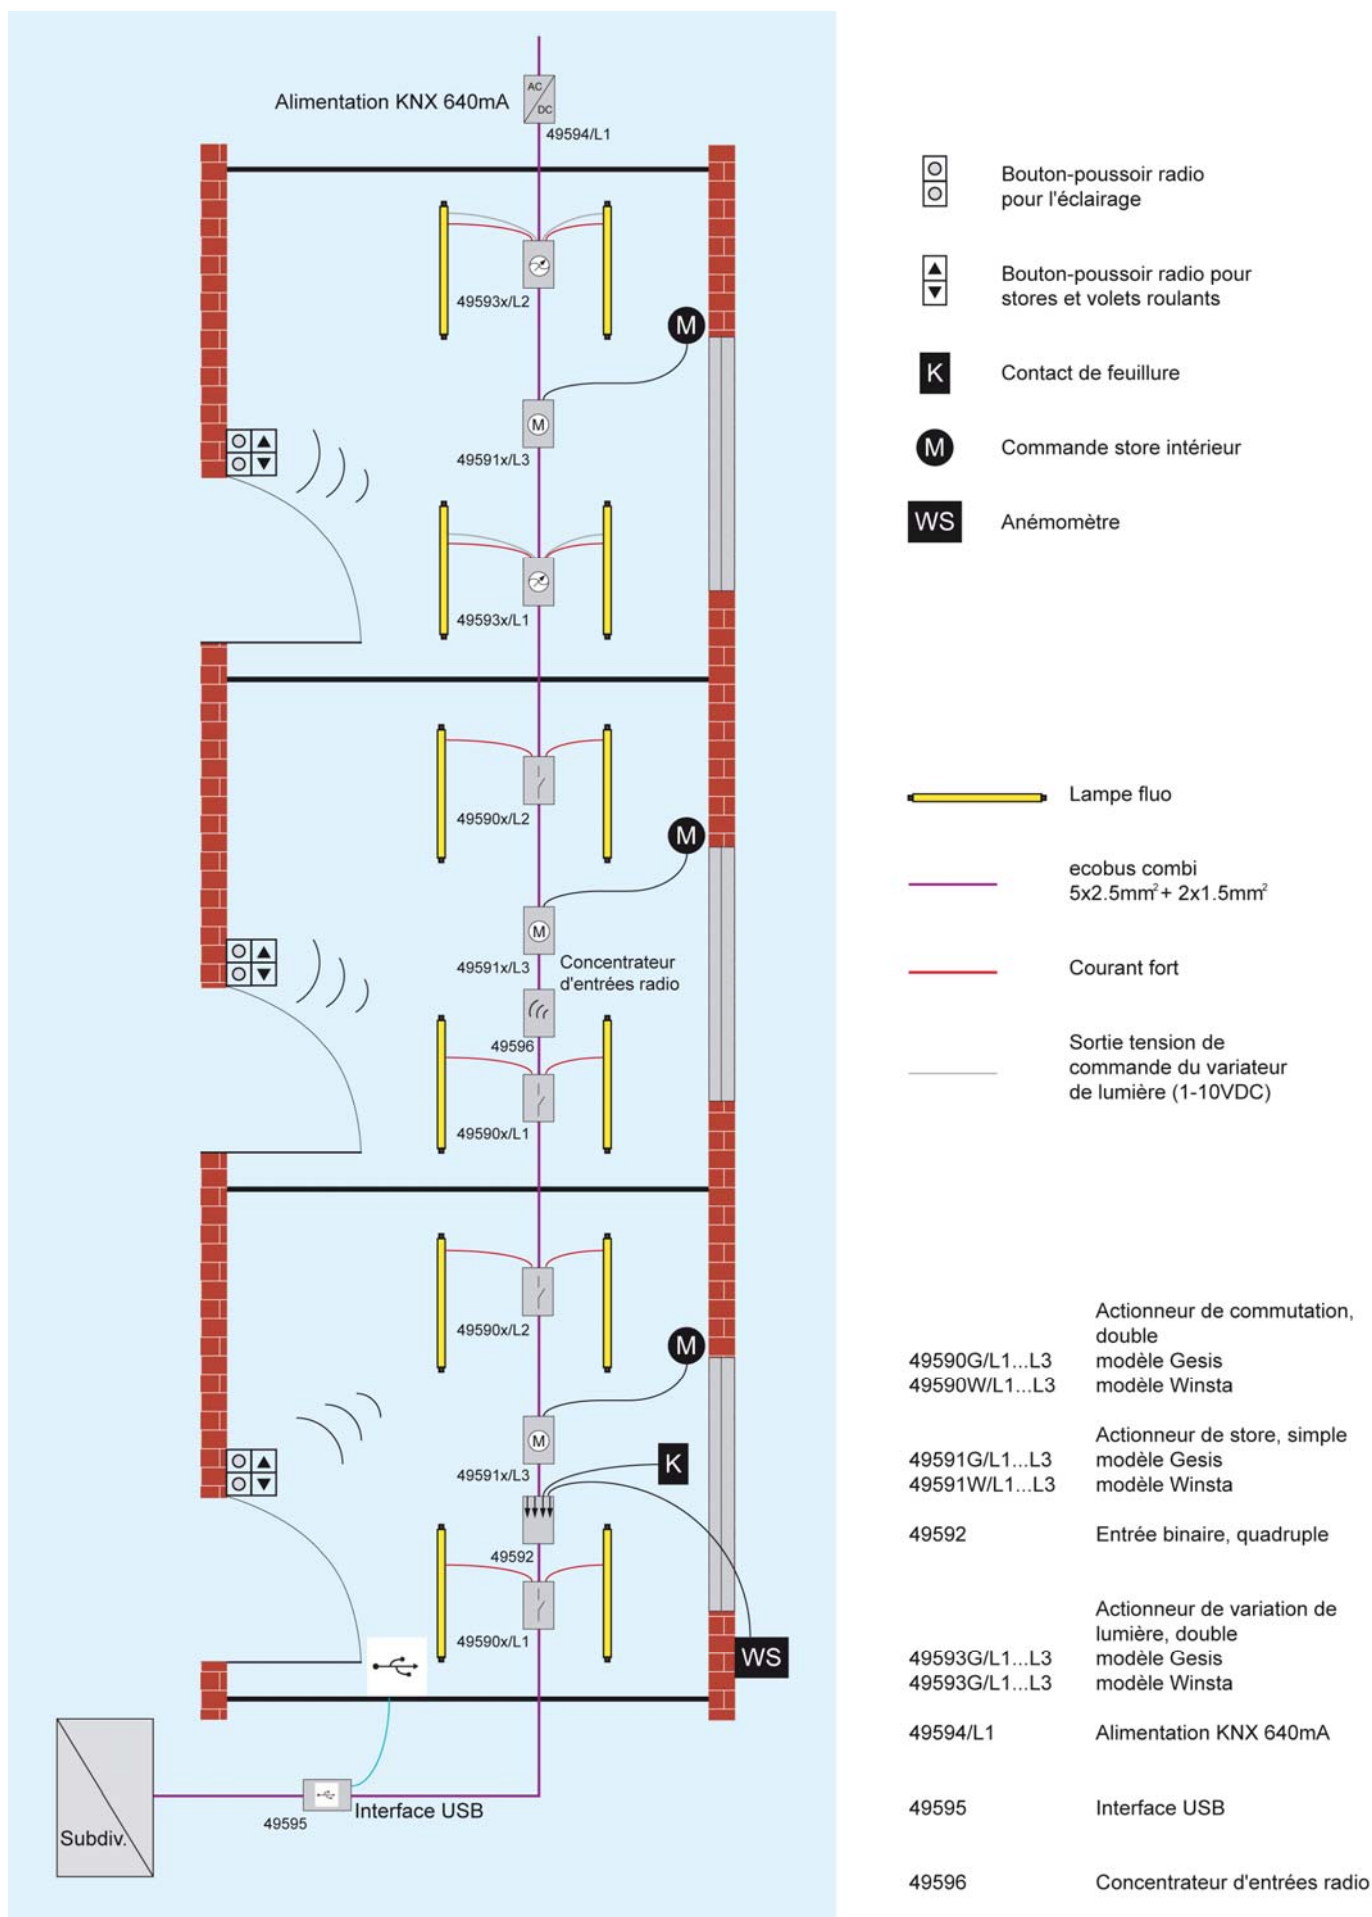 Alimentation KNX 640mA
AC
DC
49594/L1
49593x/L2
M
M
49591x/L3
49593x/L1
49590x/L2
M
M
49591x/L3
Concentrateur
d'entrées radio
49596
49590x/L1
49590x/L2
M
M
49591x/L3
K
49592
49590x/L1
WS
Subdiv.
49595
Interface USB
Bouton-poussoir radio
pour l'éclairage
Bouton-poussoir radio pour
stores et volets roulants
K
Contact de feuillure
M
Commande store intérieur
WS
Anémomètre
Lampe fluo
ecobus combi
5x2.5mm²+ 2x1.5mm²
Courant fort
Sortie tension de
commande du variateur
de lumière (1-10VDC)
Actionneur de commutation,
double
49590G/L1...L3 modèle Gesis
49590W/L1...L3 modèle Winsta
Actionneur de store, simple
49591G/L1...L3 modèle Gesis
49591W/L1...L3 modèle Winsta
49592 Entrée binaire, quadruple
Actionneur de variation de
lumière, double
49593G/L1...L3 modèle Gesis
49593G/L1...L3 modèle Winsta
49594/L1 Alimentation KNX 640mA
49595 Interface USB
49596 Concentrateur d'entrées radio